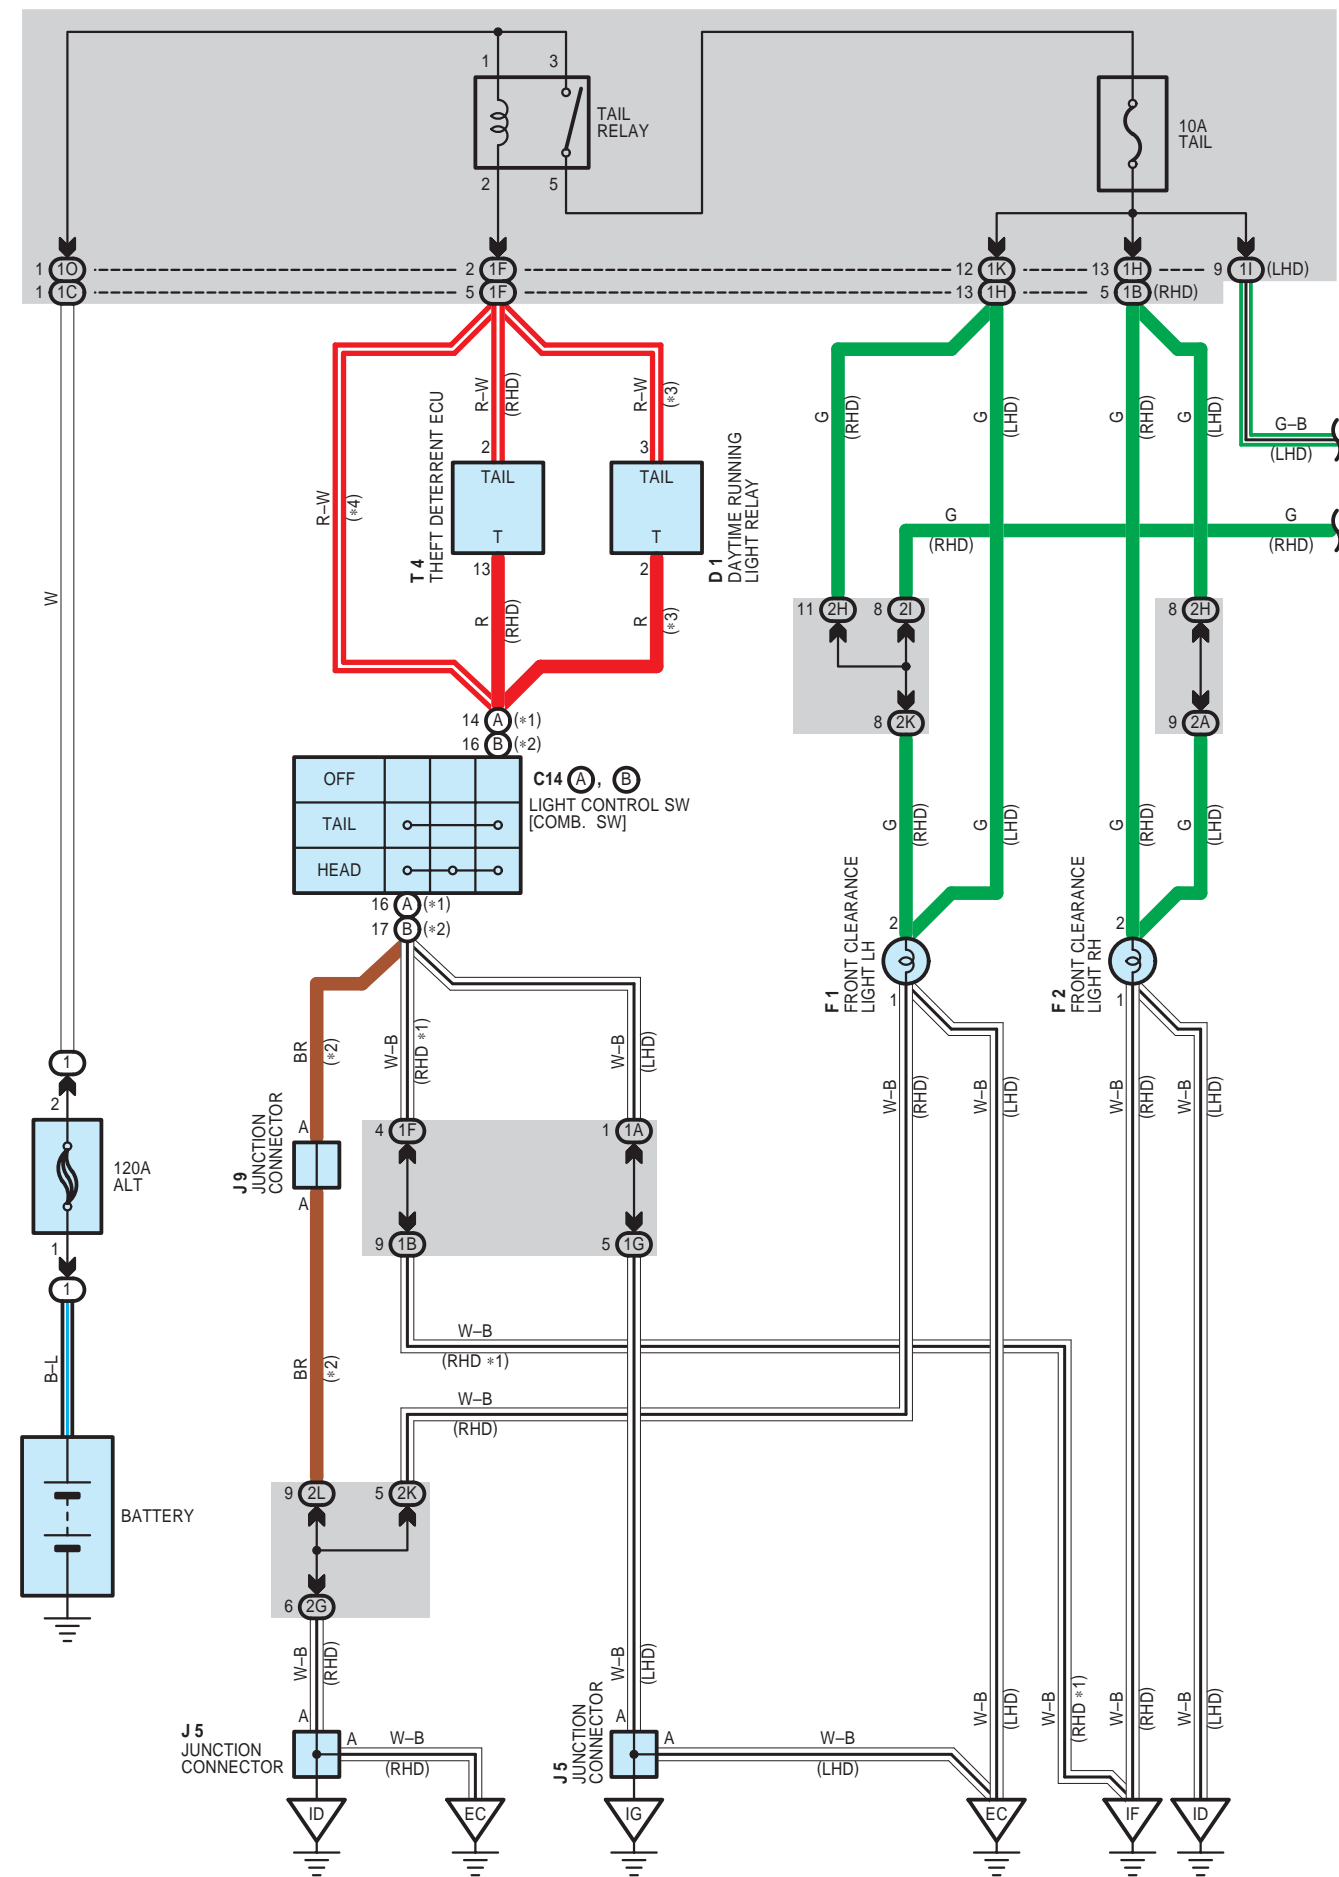 1
3
TAIL
RELAY
2
5
10A
TAIL
1 1O
2 1F
12 1K
13 1H
9 1I (LHD)
1 1C
5 1F
13 1H
5 1B (RHD)
R–W
(∗4)
R–W
(RHD)
R–W
(∗3)
G
(RHD)
G
(LHD)
G
(RHD)
G
(LHD)
G–B
(LHD)
2
TAIL
T
13
T 4
THEFT DETERRENT ECU
3
TAIL
T
2
D 1
DAYTIME RUNNING
LIGHT RELAY
G
(RHD)
G
(RHD)
W
R
(RHD)
R
(∗3)
11 2H
8 2I
8 2H
8 2K
9 2A
14 A (∗1)
16 B (∗2)
OFF
TAIL
HEAD
C14 A , B
LIGHT CONTROL SW
[COMB. SW]
G
(RHD)
G
(LHD)
G
(RHD)
G
(LHD)
16 A (∗1)
17 B (∗2)
2
1
F 1
FRONT CLEARANCE
LIGHT LH
2
1
F 2
FRONT CLEARANCE
LIGHT RH
BR
(∗2)
W–B
(RHD ∗1)
W–B
(LHD)
W–B
(RHD)
W–B
(LHD)
W–B
(RHD)
W–B
(LHD)
1
2
120A
ALT
1
1
A
J 9
JUNCTION
CONNECTOR
A
4 1F
1 1A
9 1B
5 1G
B–L
BR
(∗2)
W–B
(RHD ∗1)
W–B
(RHD)
BATTERY
9 2L
5 2K
6 2G
W–B
(RHD)
W–B
(LHD)
W–B
(LHD)
W–B
(RHD ∗1)
W–B
(RHD)
W–B
(LHD)
A
J 5
JUNCTION
CONNECTOR
A
W–B
(RHD)
A
J 5
JUNCTION
CONNECTOR
A
W–B
(LHD)
ID
EC
IG
EC
IF
ID